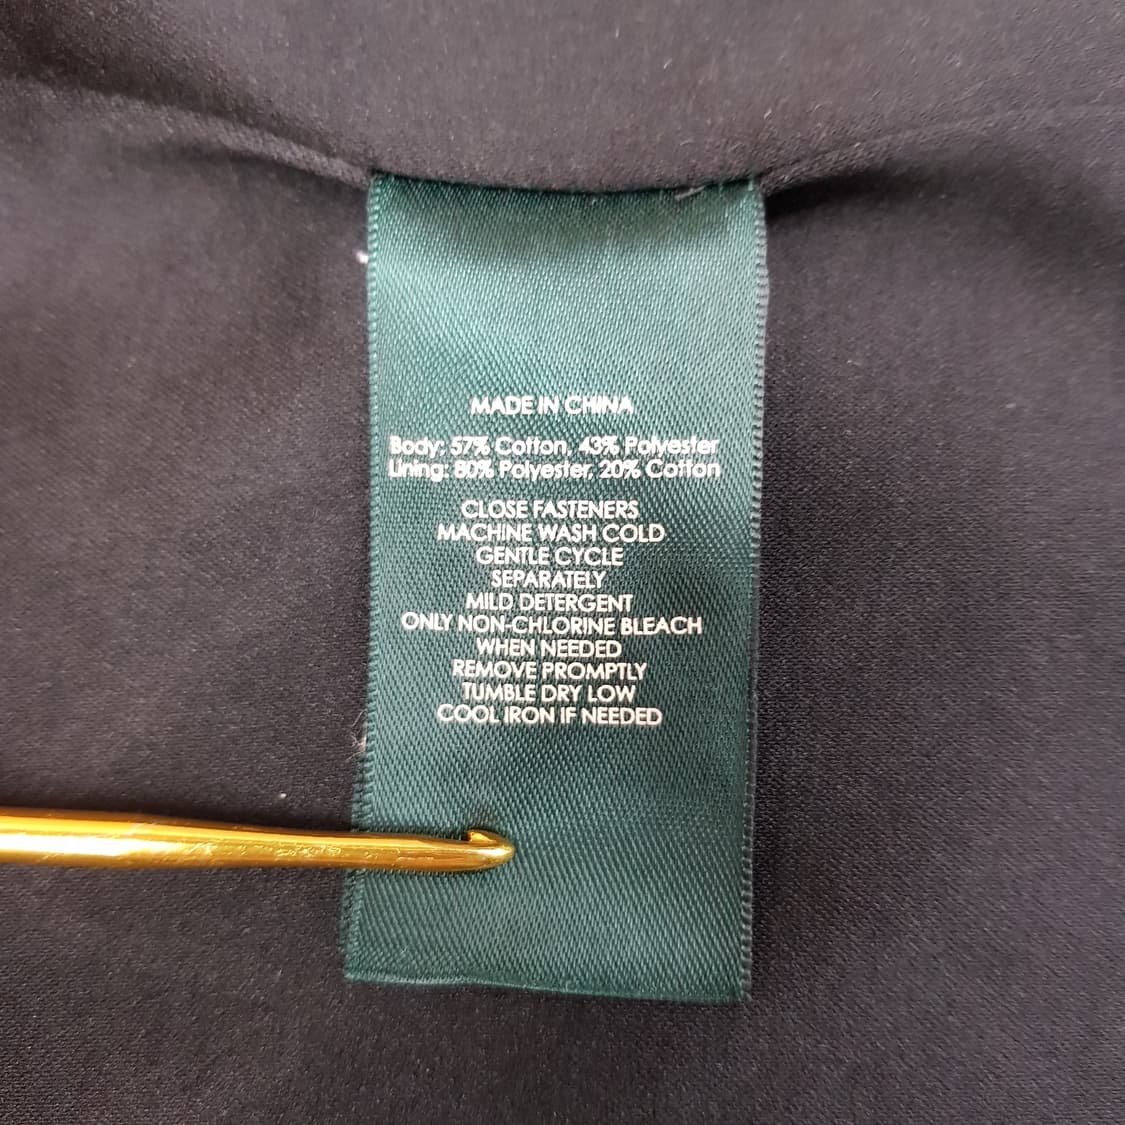 MADE IN CHINA
Body: 57% Cotton, 43% Polyester
Lining: 80% Polyester, 20% Cotton
CLOSE FASTENERS
MACHINE WASH COLD
GENTLE CYCLE
SEPARATELY
MILD DETERGENT
ONLY NON-CHLORINE BLEACH
WHEN NEEDED
REMOVE PROMPTLY
TUMBLE DRY LOW
COOL IRON IF NEEDED